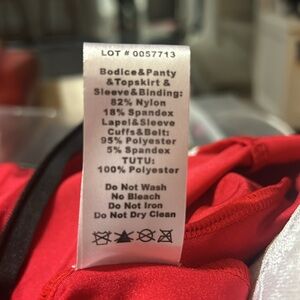 LOT # 0057713
Bodice&Panty
&Topskirt &
Sleeve&Binding:
82% Nylon
18% Spandex
Lapel&Sleeve
Cuffs&Belt:
95% Polyester
5% Spandex
TUTU:
100% Polyester
Do Not Wash
No Bleach
Do Not Iron
Do Not Dry Clean